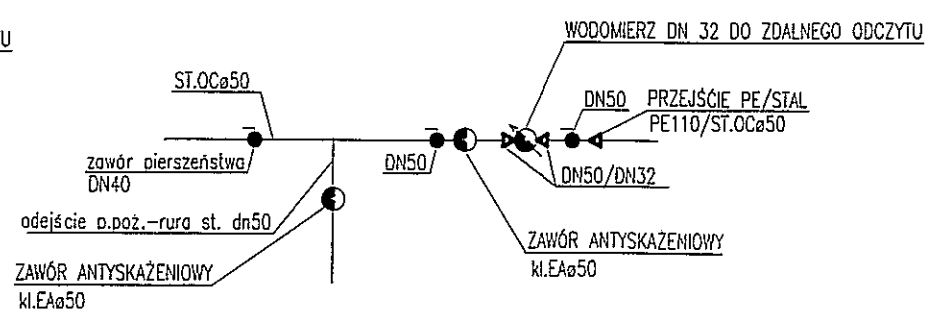 TU
WODOMIERZ DN 32 DO ZDALNEGO ODCZYTU
ST.OCø50
DN50
PRZEJŚCIE PE/STAL
PE110/ST.OCø50
zawór pierszeństwa
DN40
DN50
DN50/DN32
odejście p.poż.-rura st. dn50
ZAWÓR ANTYSKAŻENIOWY
kl.EAø50
ZAWÓR ANTYSKAŻENIOWY
kl.EAø50